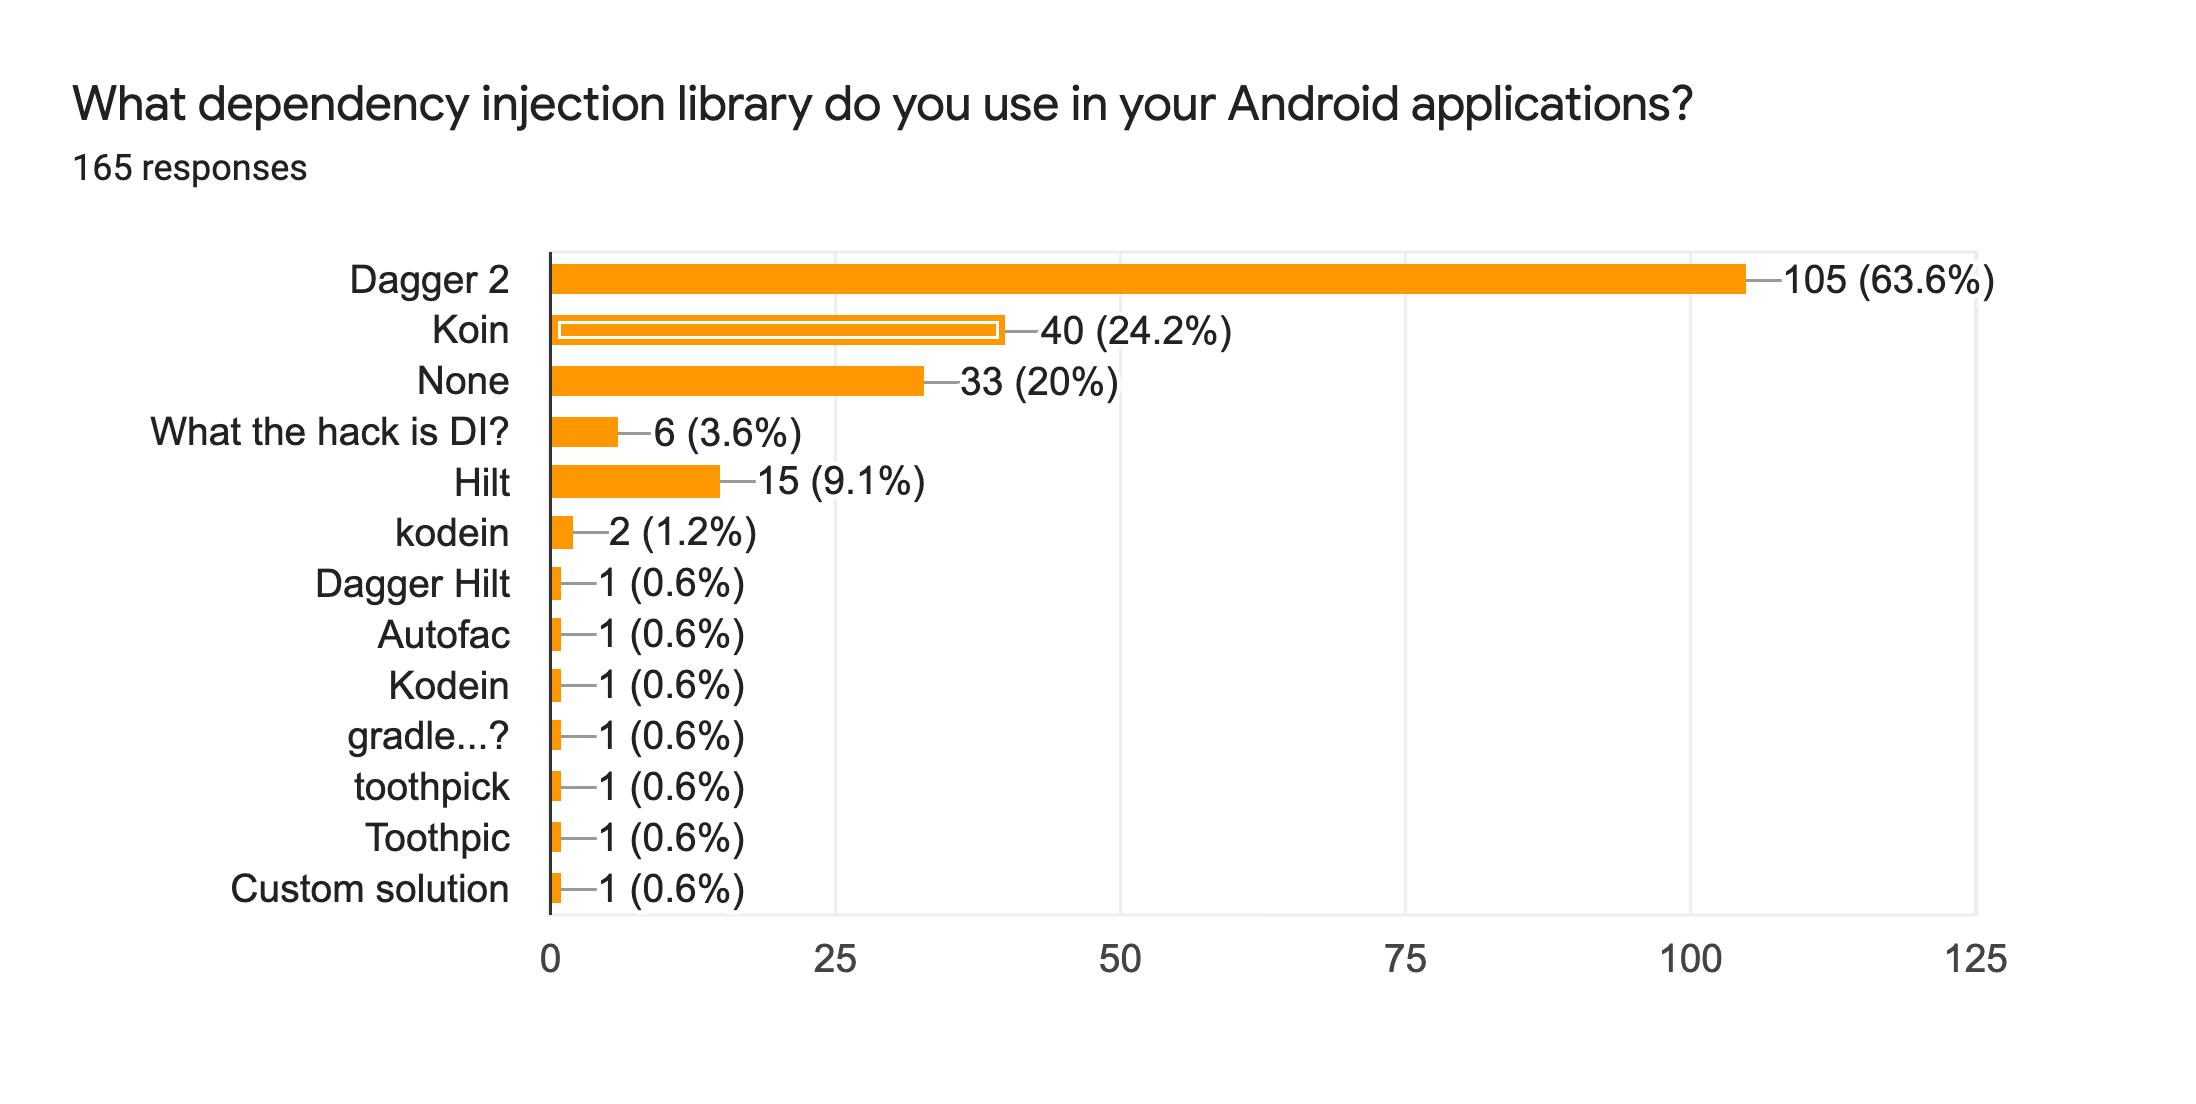 What dependency injection library do you use in your Android applications?
165 responses
Dagger 2 105 (63.6%)
Koin 40 (24.2%)
None 33 (20%)
What the hack is DI? 6 (3.6%)
Hilt 15 (9.1%)
kodein 2 (1.2%)
Dagger Hilt 1 (0.6%)
Autofac 1 (0.6%)
Kodein 1 (0.6%)
gradle...? 1 (0.6%)
toothpick 1 (0.6%)
Toothpic 1 (0.6%)
Custom solution 1 (0.6%)
0 25 50 75 100 125